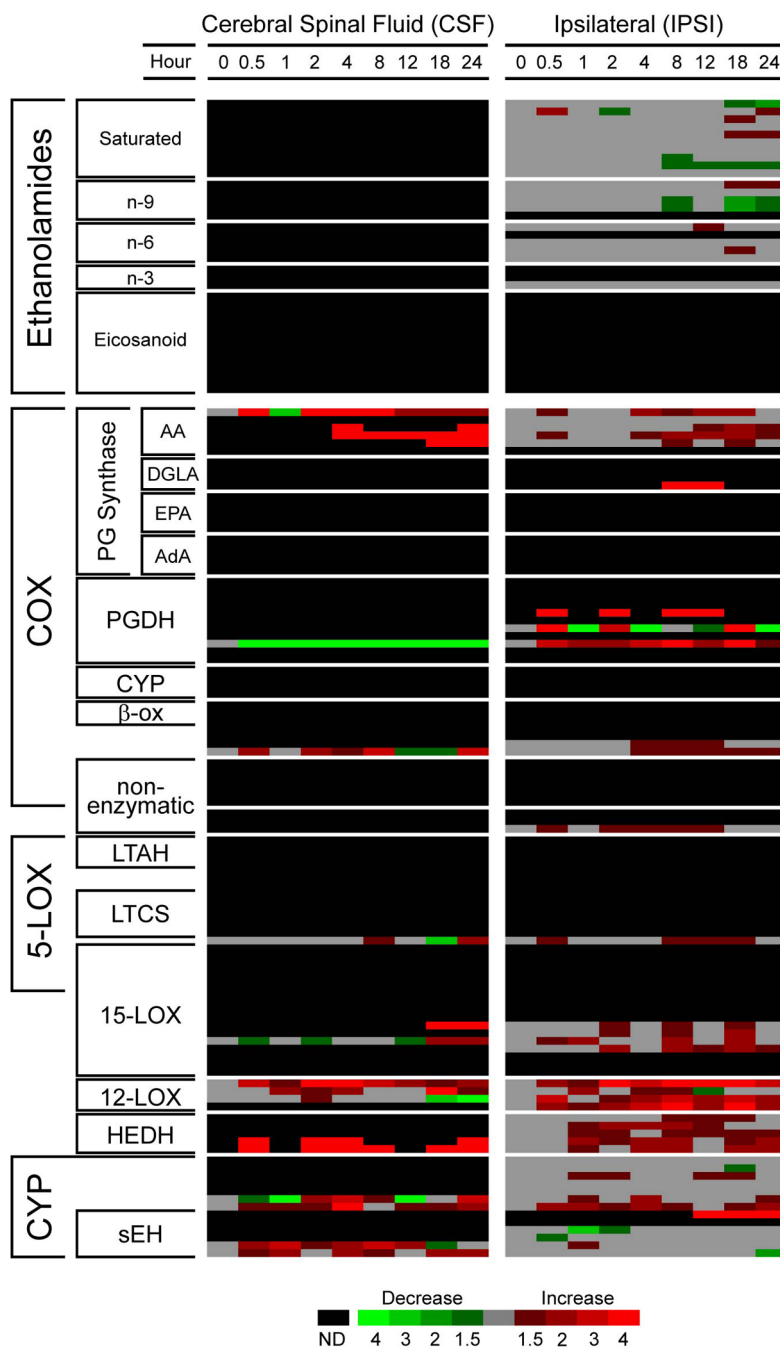 Cerebral Spinal Fluid (CSF) Ipsilateral (IPSI)
Hour 0 0.5 1 2 4 8 12 18 24 0 0.5 1 2 4 8 12 18 24
Ethanolamides
Saturated
n-9
n-6
n-3
Eicosanoid
COX
PG Synthase
AA
DGLA
EPA
AdA
PGDH
CYP
β-ox
non-
enzymatic
5-LOX
LTAH
LTCS
15-LOX
12-LOX
HEDH
CYP
sEH
Decrease Increase
ND 4 3 2 1.5 1.5 2 3 4